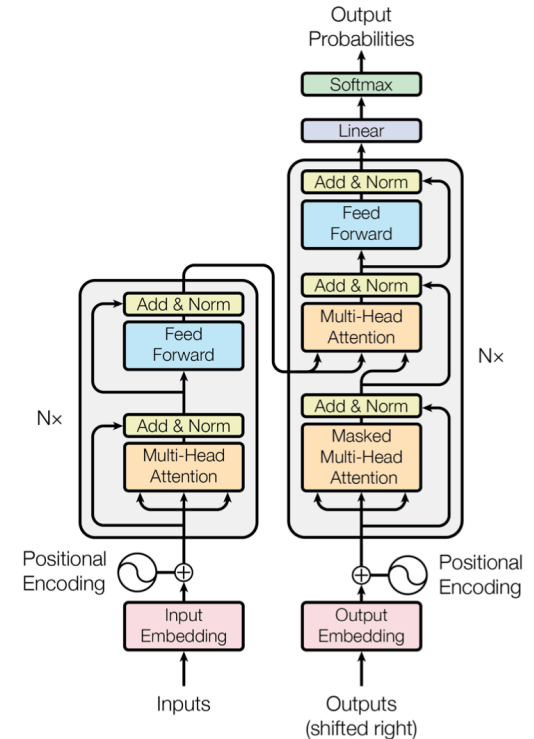 Output
Probabilities
Softmax
Linear
Add & Norm
Feed
Forward
Add & Norm
Multi-Head
Attention
Add & Norm
Masked
Multi-Head
Attention
N×
Add & Norm
Feed
Forward
Add & Norm
Multi-Head
Attention
N×
Positional
Encoding
Positional
Encoding
Input
Embedding
Output
Embedding
Inputs
Outputs
(shifted right)